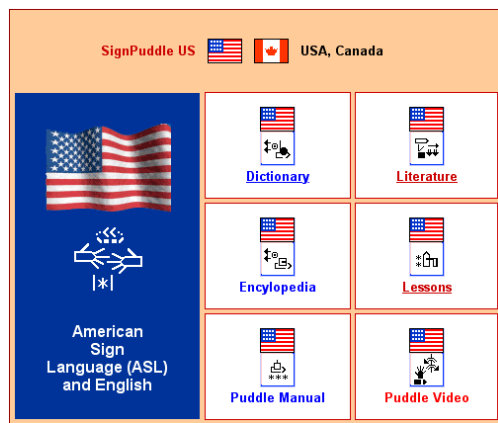 SignPuddle US USA, Canada
American
Sign
Language (ASL)
and English
Dictionary
Literature
Encylopedia
Lessons
Puddle Manual
Puddle Video